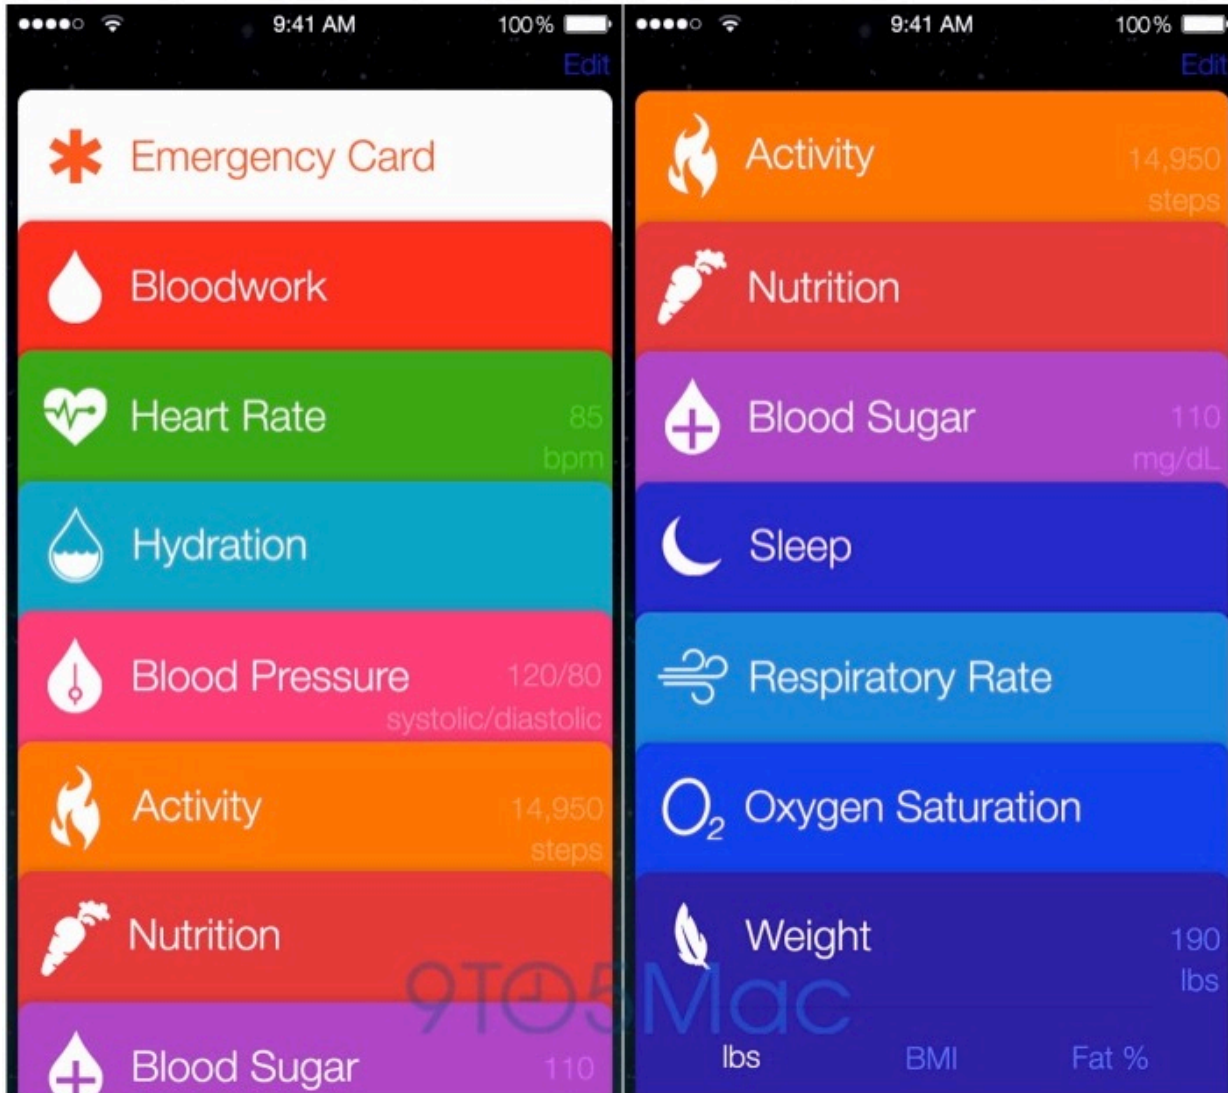 9:41 AM 100%
Edit
Emergency Card
Bloodwork
Heart Rate 85
bpm
Hydration
Blood Pressure 120/80
systolic/diastolic
Activity 14,950
steps
Nutrition
Blood Sugar 110
9:41 AM 100%
Edit
Activity 14,950
steps
Nutrition
Blood Sugar 110
mg/dL
Sleep
Respiratory Rate
O2 Oxygen Saturation
Weight 190
lbs
lbs BMI Fat %
9TO5Mac